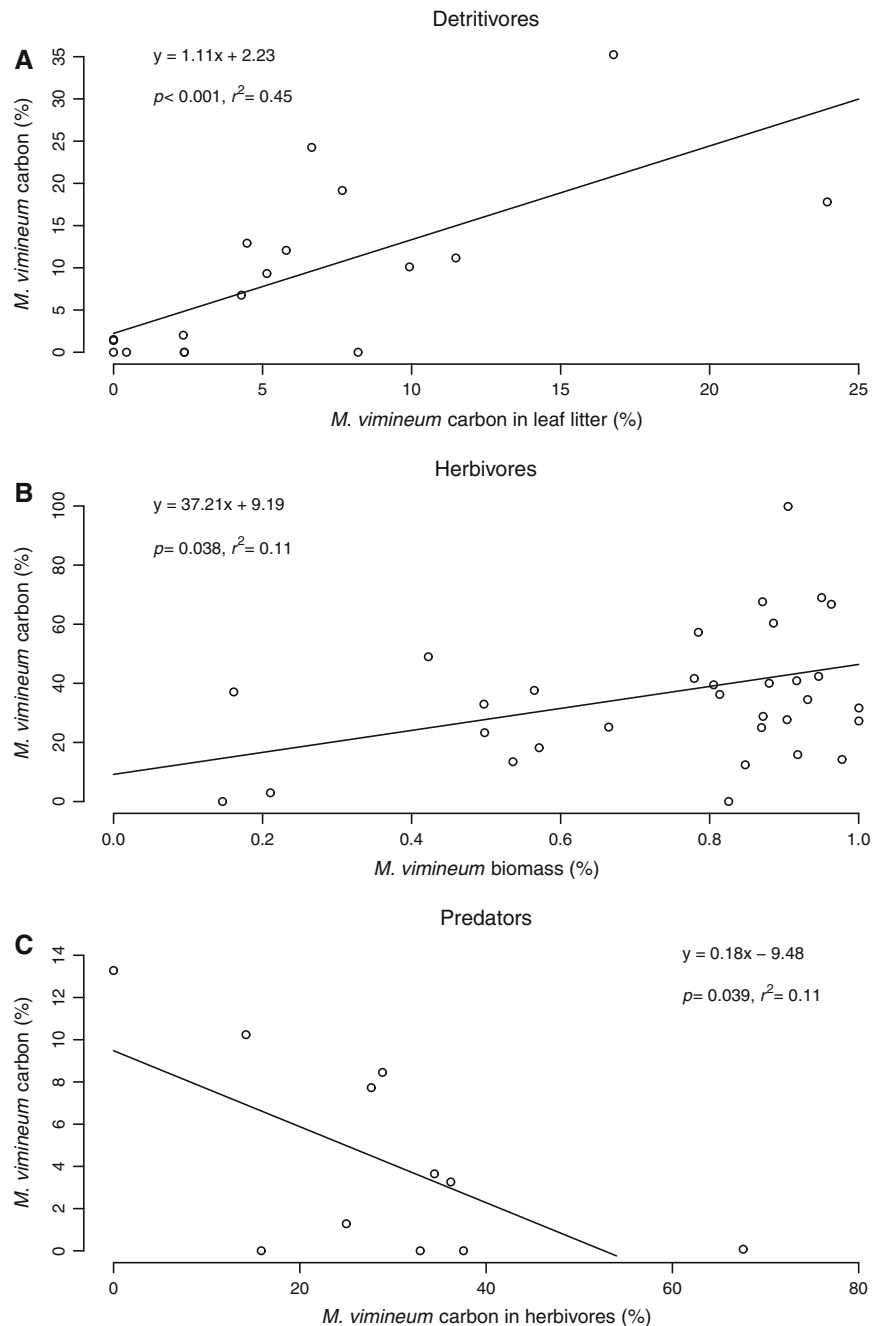 Detritivores
A
y = 1.11x + 2.23
p< 0.001, r²= 0.45
M. vimineum carbon (%)
0 5 10 15 20 25 30 35
0 5 10 15 20 25
M. vimineum carbon in leaf litter (%)
Herbivores
B
y = 37.21x + 9.19
p= 0.038, r²= 0.11
M. vimineum carbon (%)
0 20 40 60 80 100
0.0 0.2 0.4 0.6 0.8 1.0
M. vimineum biomass (%)
Predators
C
y = 0.18x − 9.48
p= 0.039, r²= 0.11
M. vimineum carbon (%)
0 2 4 6 8 10 12 14
0 20 40 60 80
M. vimineum carbon in herbivores (%)